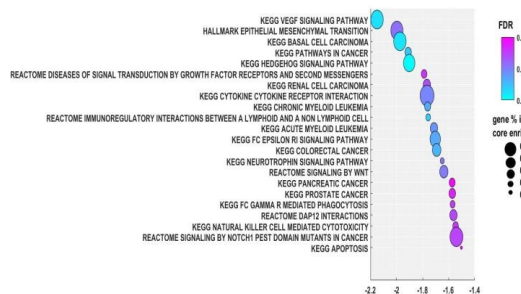 KEGG VEGF SIGNALING PATHWAY
HALLMARK EPITHELIAL MESENCHYMAL TRANSITION
KEGG BASAL CELL CARCINOMA
KEGG PATHWAYS IN CANCER
KEGG HEDGEHOG SIGNALING PATHWAY
REACTOME DISEASES OF SIGNAL TRANSDUCTION BY GROWTH FACTOR RECEPTORS AND SECOND MESSENGERS
KEGG RENAL CELL CARCINOMA
KEGG CYTOKINE CYTOKINE RECEPTOR INTERACTION
KEGG CHRONIC MYELOID LEUKEMIA
REACTOME IMMUNOREGULATORY INTERACTIONS BETWEEN A LYMPHOID AND A NON LYMPHOID CELL
KEGG ACUTE MYELOID LEUKEMIA
KEGG FC EPSILON RI SIGNALING PATHWAY
KEGG COLORECTAL CANCER
KEGG NEUROTROPHIN SIGNALING PATHWAY
REACTOME SIGNALING BY WNT
KEGG PANCREATIC CANCER
KEGG PROSTATE CANCER
KEGG FC GAMMA R MEDIATED PHAGOCYTOSIS
REACTOME DAP12 INTERACTIONS
KEGG NATURAL KILLER CELL MEDIATED CYTOTOXICITY
REACTOME SIGNALING BY NOTCH1 PEST DOMAIN MUTANTS IN CANCER
KEGG APOPTOSIS
-2.2 -2 -1.8 -1.6 -1.4
FDR
gene % i
core enr